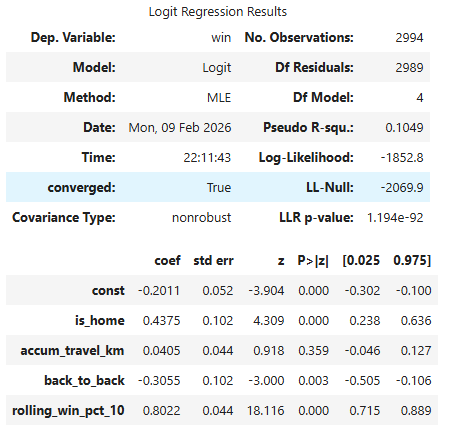 Logit Regression Results
Dep. Variable: win No. Observations: 2994
Model: Logit Df Residuals: 2989
Method: MLE Df Model: 4
Date: Mon, 09 Feb 2026 Pseudo R-squ.: 0.1049
Time: 22:11:43 Log-Likelihood: -1852.8
converged: True LL-Null: -2069.9
Covariance Type: nonrobust LLR p-value: 1.194e-92
coef std err z P>|z| [0.025 0.975]
const -0.2011 0.052 -3.904 0.000 -0.302 -0.100
is_home 0.4375 0.102 4.309 0.000 0.238 0.636
accum_travel_km 0.0405 0.044 0.918 0.359 -0.046 0.127
back_to_back -0.3055 0.102 -3.000 0.003 -0.505 -0.106
rolling_win_pct_10 0.8022 0.044 18.116 0.000 0.715 0.889